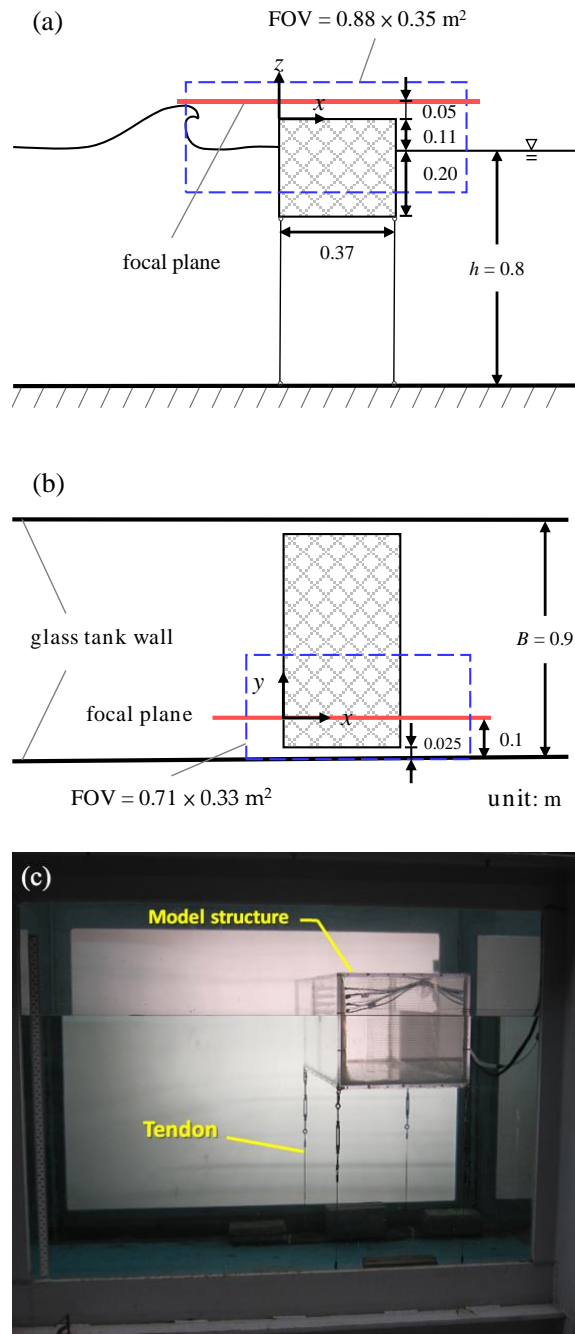 (a)
FOV = 0.88 × 0.35 m²
z
x
0.05
0.11
0.20
focal plane
0.37
h = 0.8
(b)
glass tank wall
B = 0.9
y
focal plane
x
0.025
0.1
FOV = 0.71 × 0.33 m²
unit: m
(c)
Model structure
Tendon